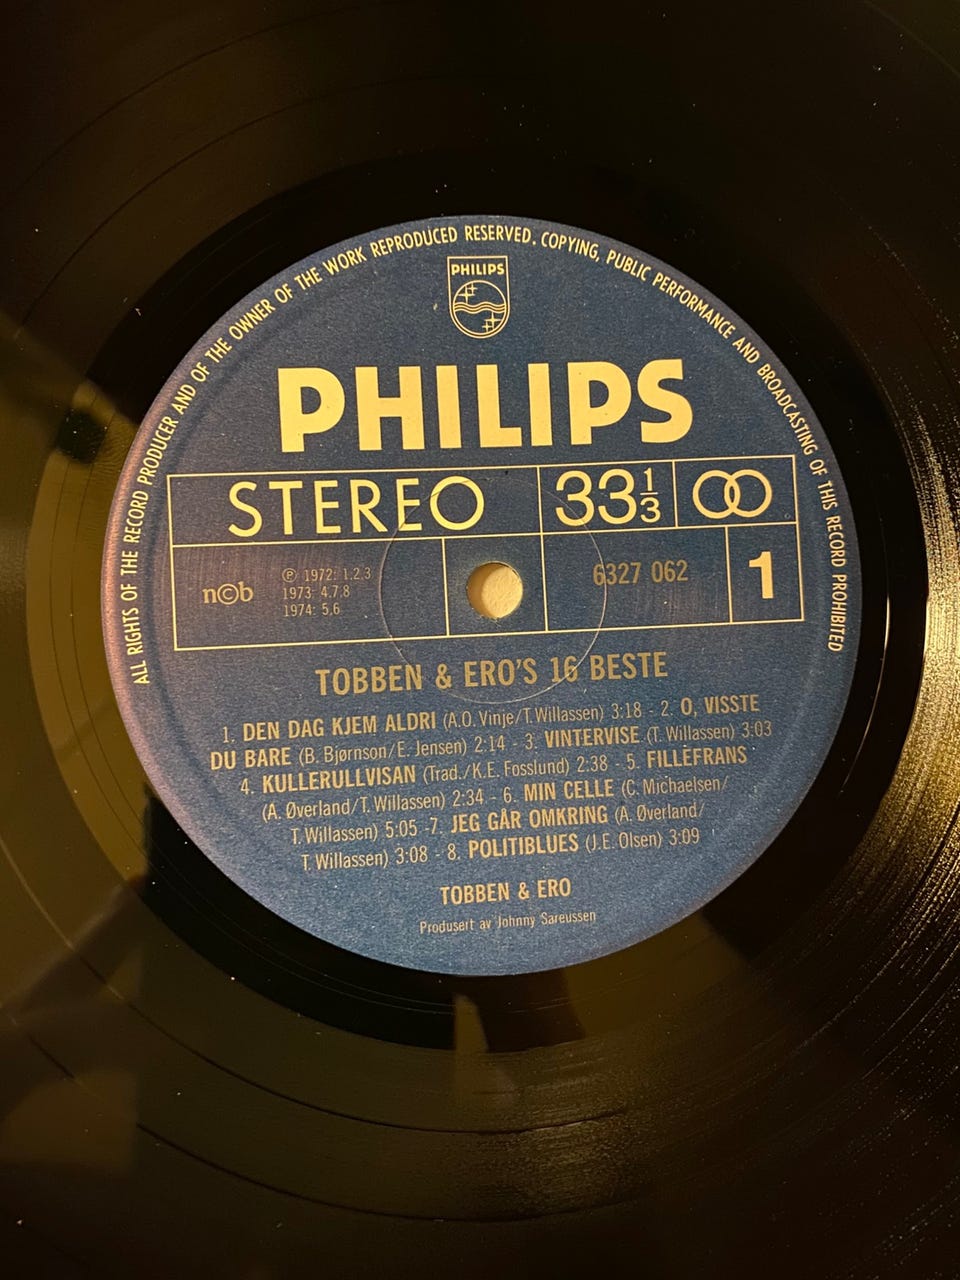 ALL RIGHTS OF THE RECORD PRODUCER AND OF THE OWNER OF THE WORK REPRODUCED RESERVED. COPYING, PUBLIC PERFORMANCE AND BROADCASTING OF THIS RECORD PROHIBITED
PHILIPS
PHILIPS
STEREO 33 1/3
n©b
Ⓟ 1972: 1.2.3
1973: 4.7.8
1974: 5.6
6327 062
1
TOBBEN & ERO'S 16 BESTE
1. DEN DAG KJEM ALDRI (A.O. Vinje/T. Willassen) 3:18 - 2. O, VISSTE
DU BARE (B. Bjørnson/E. Jensen) 2:14 - 3. VINTERVISE (T. Willassen) 3:03
4. KULLERULLVISAN (Trad./K.E. Fosslund) 2:38 - 5. FILLEFRANS
(A. Øverland/T. Willassen) 2:34 - 6. MIN CELLE (C. Michaelsen/
T. Willassen) 5:05 -7. JEG GÅR OMKRING (A. Øverland/
T. Willassen) 3:08 - 8. POLITIBLUES (J.E. Olsen) 3:09
TOBBEN & ERO
Produsert av Johnny Sareussen